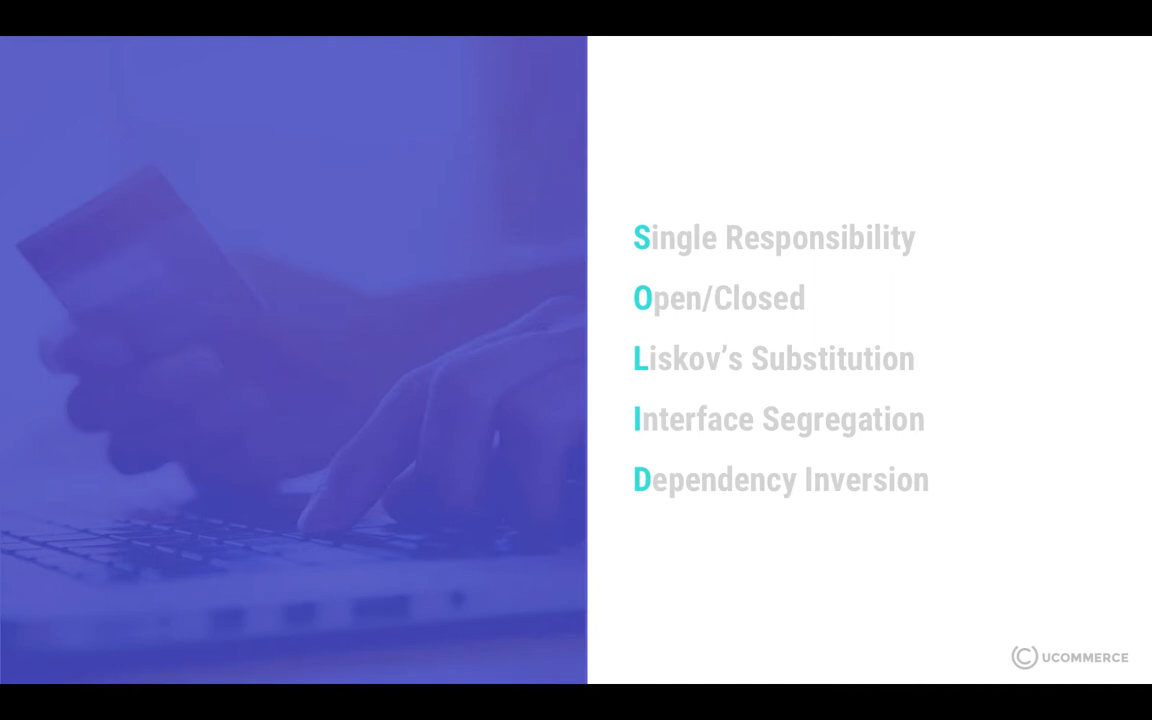 Single Responsibility
Open/Closed
Liskov’s Substitution
Interface Segregation
Dependency Inversion
UCOMMERCE